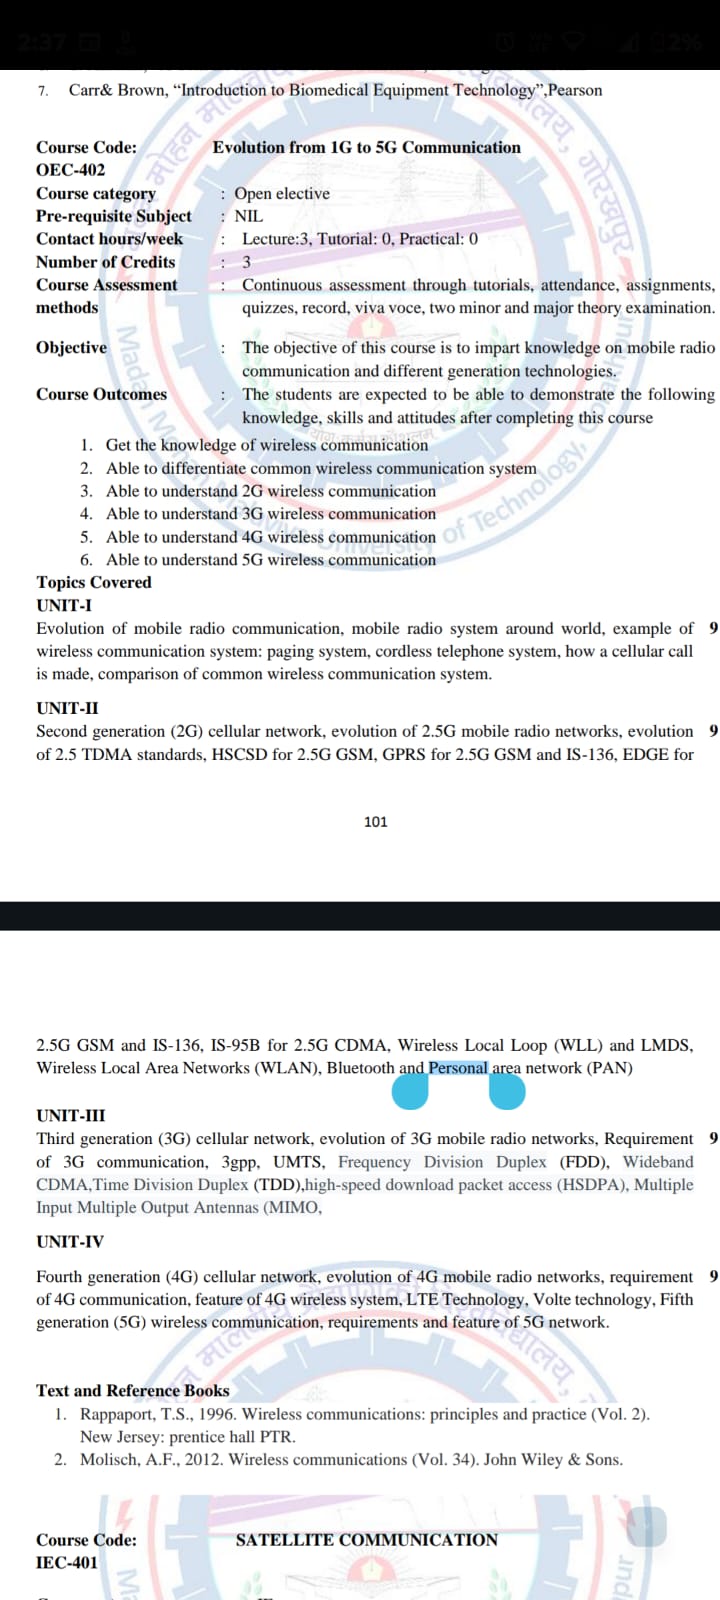 2:37
82%
7. Carr& Brown, “Introduction to Biomedical Equipment Technology”,Pearson
Course Code: Evolution from 1G to 5G Communication
OEC-402
Course category : Open elective
Pre-requisite Subject : NIL
Contact hours/week : Lecture:3, Tutorial: 0, Practical: 0
Number of Credits : 3
Course Assessment : Continuous assessment through tutorials, attendance, assignments,
methods quizzes, record, viva voce, two minor and major theory examination.
Objective : The objective of this course is to impart knowledge on mobile radio
communication and different generation technologies.
Course Outcomes : The students are expected to be able to demonstrate the following
knowledge, skills and attitudes after completing this course
1. Get the knowledge of wireless communication
2. Able to differentiate common wireless communication system
3. Able to understand 2G wireless communication
4. Able to understand 3G wireless communication
5. Able to understand 4G wireless communication
6. Able to understand 5G wireless communication
Topics Covered
UNIT-I
Evolution of mobile radio communication, mobile radio system around world, example of 9
wireless communication system: paging system, cordless telephone system, how a cellular call
is made, comparison of common wireless communication system.
UNIT-II
Second generation (2G) cellular network, evolution of 2.5G mobile radio networks, evolution 9
of 2.5 TDMA standards, HSCSD for 2.5G GSM, GPRS for 2.5G GSM and IS-136, EDGE for
101
2.5G GSM and IS-136, IS-95B for 2.5G CDMA, Wireless Local Loop (WLL) and LMDS,
Wireless Local Area Networks (WLAN), Bluetooth and Personal area network (PAN)
UNIT-III
Third generation (3G) cellular network, evolution of 3G mobile radio networks, Requirement 9
of 3G communication, 3gpp, UMTS, Frequency Division Duplex (FDD), Wideband
CDMA,Time Division Duplex (TDD),high-speed download packet access (HSDPA), Multiple
Input Multiple Output Antennas (MIMO,
UNIT-IV
Fourth generation (4G) cellular network, evolution of 4G mobile radio networks, requirement 9
of 4G communication, feature of 4G wireless system, LTE Technology, Volte technology, Fifth
generation (5G) wireless communication, requirements and feature of 5G network.
Text and Reference Books
1. Rappaport, T.S., 1996. Wireless communications: principles and practice (Vol. 2).
New Jersey: prentice hall PTR.
2. Molisch, A.F., 2012. Wireless communications (Vol. 34). John Wiley & Sons.
Course Code: SATELLITE COMMUNICATION
IEC-401